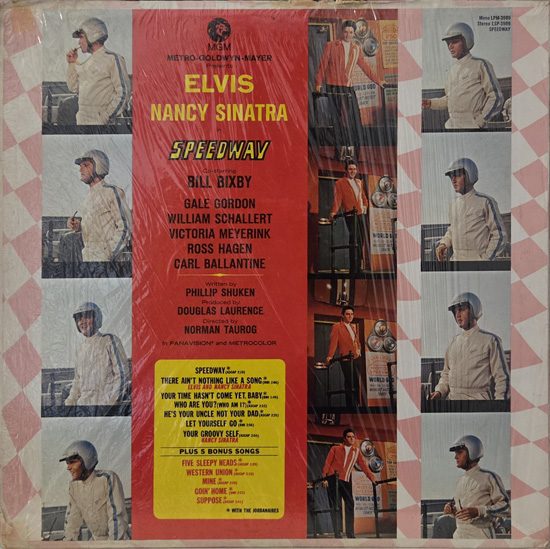 MGM
METRO-GOLDWYN-MAYER
Presents
ELVIS
NANCY SINATRA
in
SPEEDWAY
Co-starring
BILL BIXBY
GALE GORDON
WILLIAM SCHALLERT
VICTORIA MEYERINK
ROSS HAGEN
CARL BALLANTINE
Written by
PHILLIP SHUKEN
Produced by
DOUGLAS LAURENCE
Directed by
NORMAN TAUROG
In PANAVISION® and METROCOLOR
SPEEDWAY*
THERE AIN'T NOTHING LIKE A SONG*
ELVIS AND NANCY SINATRA
YOUR TIME HASN'T COME YET, BABY
WHO ARE YOU? (WHO AM I?)
HE'S YOUR UNCLE NOT YOUR DAD*
LET YOURSELF GO*
YOUR GROOVY SELF
NANCY SINATRA
PLUS 5 BONUS SONGS
FIVE SLEEPY HEADS*
WESTERN UNION*
MINE*
GOIN' HOME*
SUPPOSE*
* WITH THE JORDANAIRES
Mono LPM-3989
Stereo LSP-3989
SPEEDWAY
WORLD 600